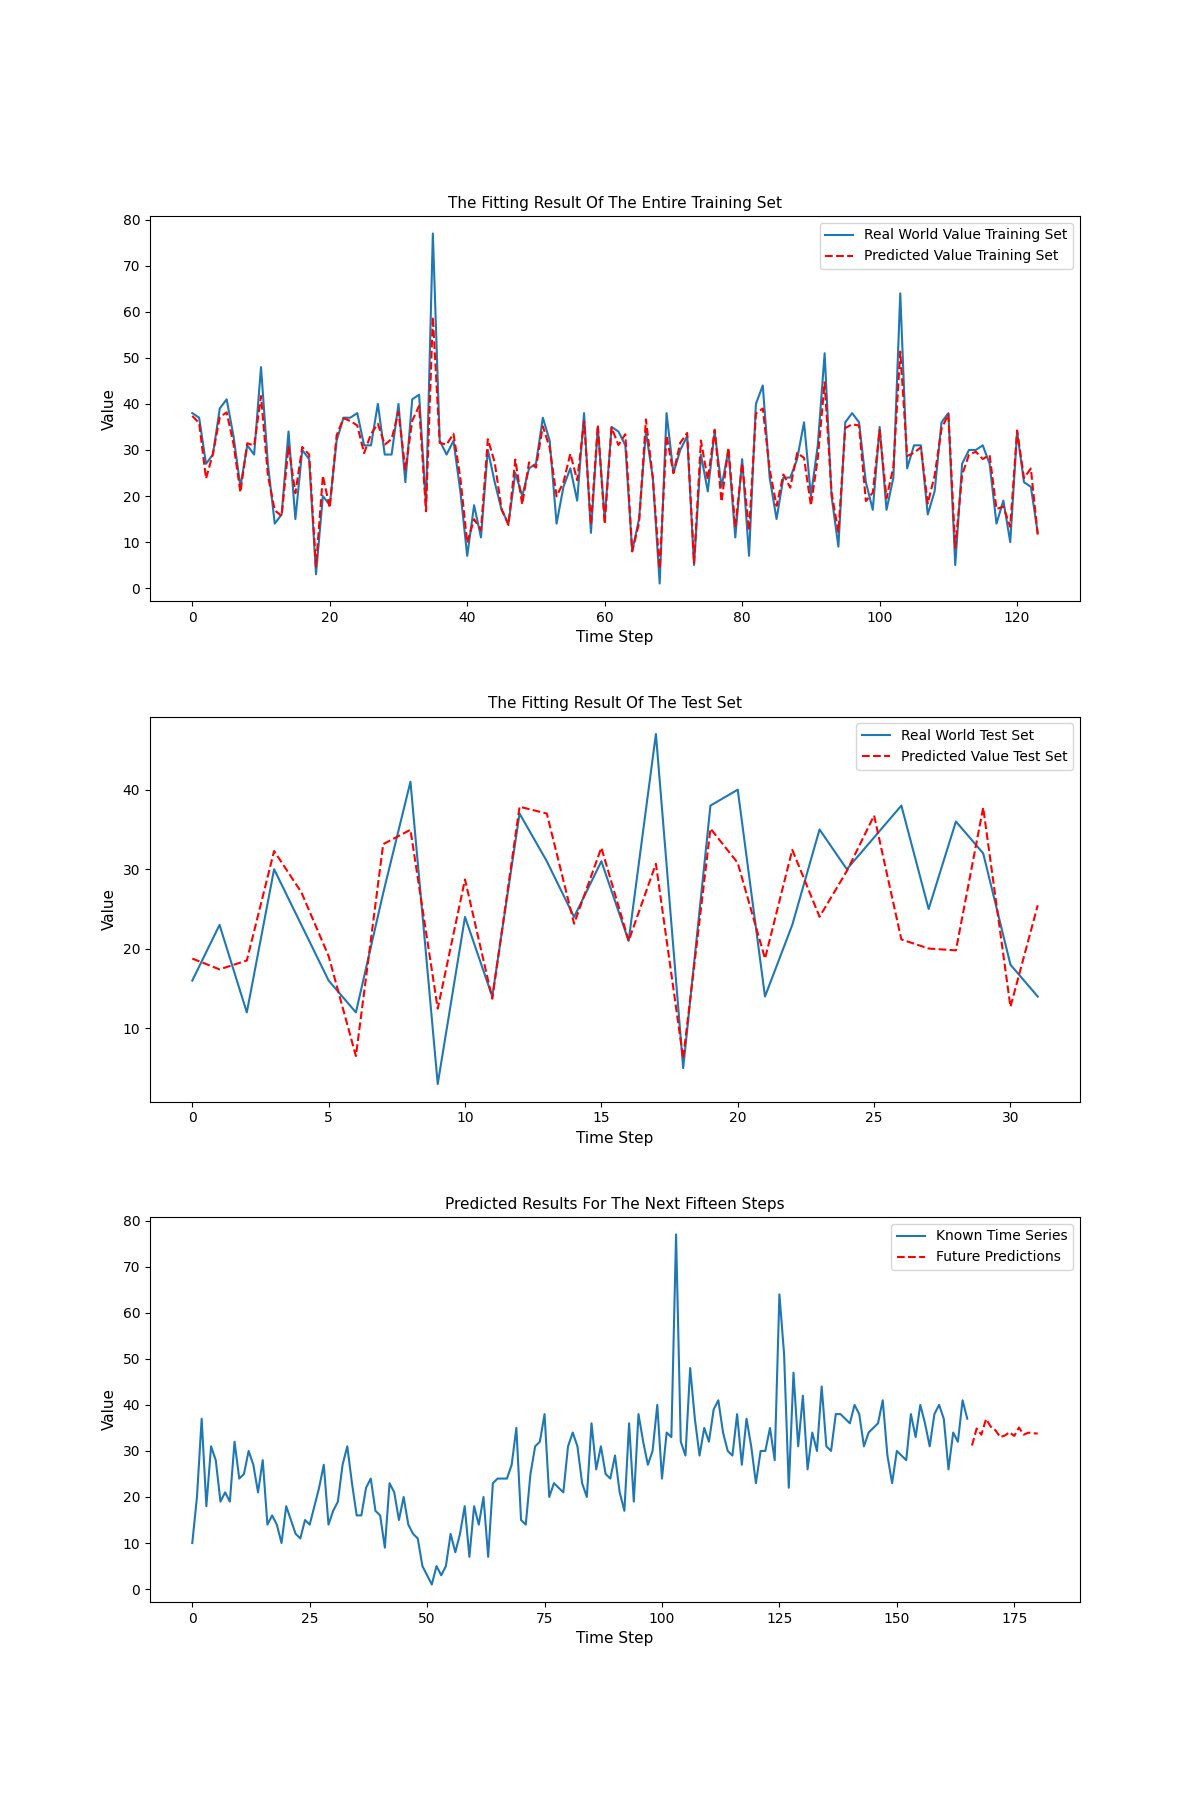 The Fitting Result Of The Entire Training Set
80
70
60
50
40
30
20
10
0
Value
Real World Value Training Set
Predicted Value Training Set
0 20 40 60 80 100 120
Time Step
The Fitting Result Of The Test Set
40
30
20
10
Value
Real World Test Set
Predicted Value Test Set
0 5 10 15 20 25 30
Time Step
Predicted Results For The Next Fifteen Steps
80
70
60
50
40
30
20
10
0
Value
Known Time Series
Future Predictions
0 25 50 75 100 125 150 175
Time Step